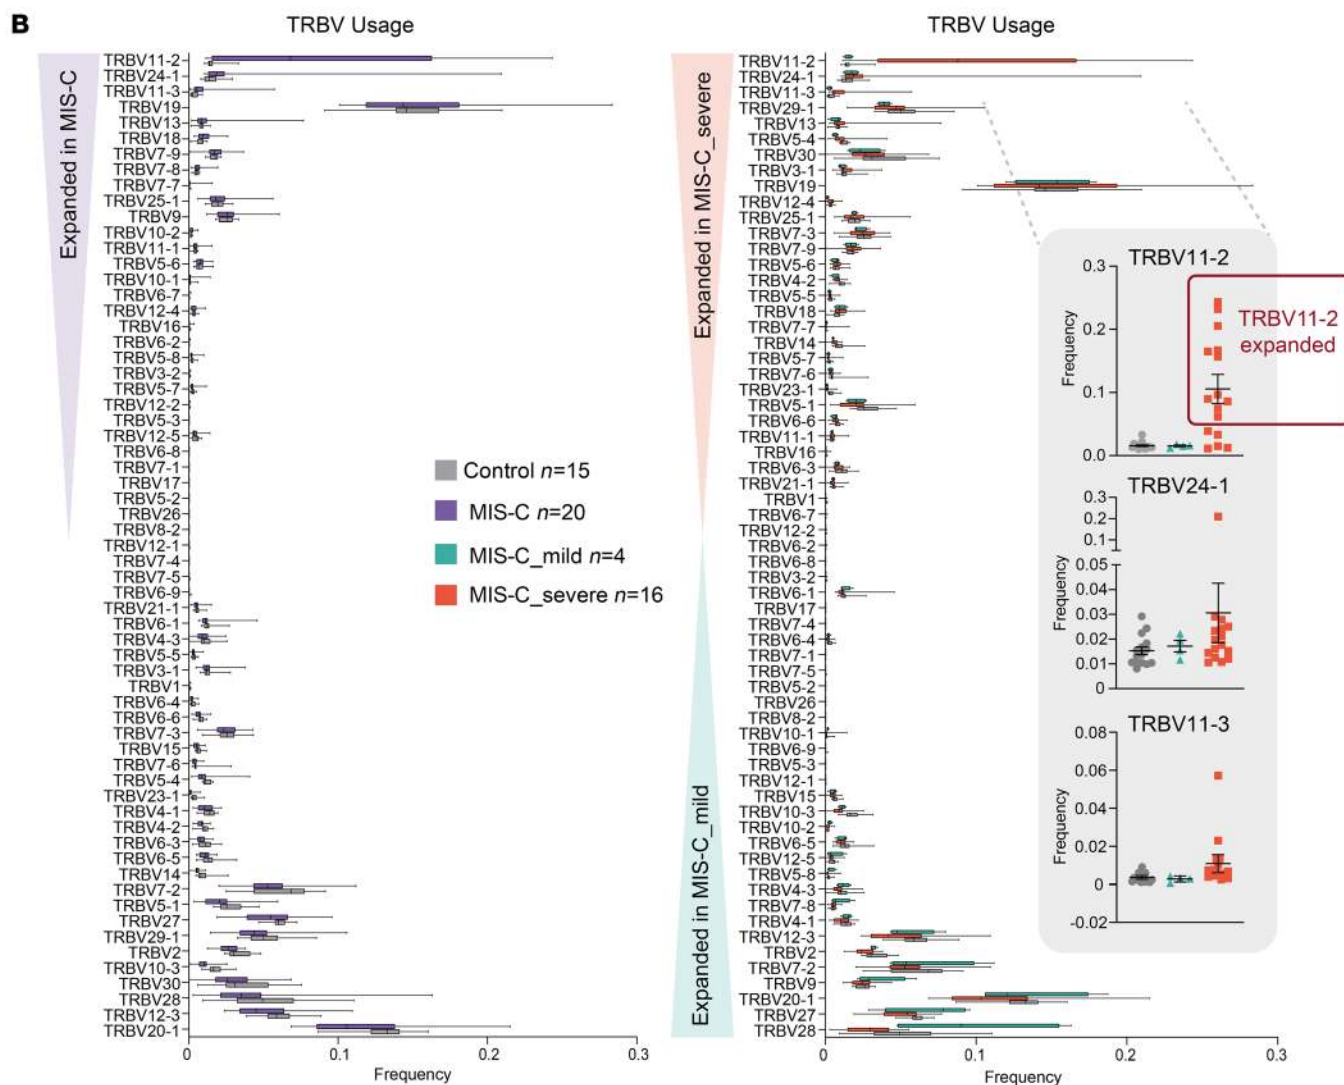 B
TRBV Usage
Expanded in MIS-C
TRBV11-2
TRBV24-1
TRBV11-3
TRBV19
TRBV13
TRBV18
TRBV7-9
TRBV7-8
TRBV7-7
TRBV25-1
TRBV9
TRBV10-2
TRBV11-1
TRBV5-6
TRBV10-1
TRBV6-7
TRBV12-4
TRBV16
TRBV6-2
TRBV5-8
TRBV3-2
TRBV5-7
TRBV12-2
TRBV5-3
TRBV12-5
TRBV6-8
TRBV7-1
TRBV17
TRBV5-2
TRBV26
TRBV8-2
TRBV12-1
TRBV7-4
TRBV7-5
TRBV6-9
TRBV21-1
TRBV6-1
TRBV4-3
TRBV5-5
TRBV3-1
TRBV1
TRBV6-4
TRBV6-6
TRBV7-3
TRBV15
TRBV7-6
TRBV5-4
TRBV23-1
TRBV4-1
TRBV4-2
TRBV6-3
TRBV6-5
TRBV14
TRBV7-2
TRBV5-1
TRBV27
TRBV29-1
TRBV2
TRBV10-3
TRBV30
TRBV28
TRBV12-3
TRBV20-1
0 0.1 0.2 0.3
Frequency
Control n=15
MIS-C n=20
MIS-C_mild n=4
MIS-C_severe n=16
TRBV Usage
Expanded in MIS-C_severe
Expanded in MIS-C_mild
TRBV11-2
TRBV24-1
TRBV11-3
TRBV29-1
TRBV13
TRBV5-4
TRBV30
TRBV3-1
TRBV19
TRBV12-4
TRBV25-1
TRBV7-3
TRBV7-9
TRBV5-6
TRBV4-2
TRBV5-5
TRBV18
TRBV7-7
TRBV14
TRBV5-7
TRBV7-6
TRBV23-1
TRBV5-1
TRBV6-6
TRBV11-1
TRBV16
TRBV6-3
TRBV21-1
TRBV1
TRBV6-7
TRBV12-2
TRBV6-2
TRBV6-8
TRBV3-2
TRBV6-1
TRBV17
TRBV7-4
TRBV6-4
TRBV7-1
TRBV7-5
TRBV5-2
TRBV26
TRBV8-2
TRBV10-1
TRBV6-9
TRBV5-3
TRBV12-1
TRBV15
TRBV10-3
TRBV10-2
TRBV6-5
TRBV12-5
TRBV5-8
TRBV4-3
TRBV7-8
TRBV4-1
TRBV12-3
TRBV2
TRBV7-2
TRBV9
TRBV20-1
TRBV27
TRBV28
0 0.1 0.2 0.3
Frequency
TRBV11-2
Frequency
0.3
0.2
0.1
0.0
TRBV11-2
expanded
TRBV24-1
Frequency
0.3
0.2
0.1
0.05
0.04
0.03
0.02
0.01
0
TRBV11-3
Frequency
0.08
0.06
0.04
0.02
0
-0.02